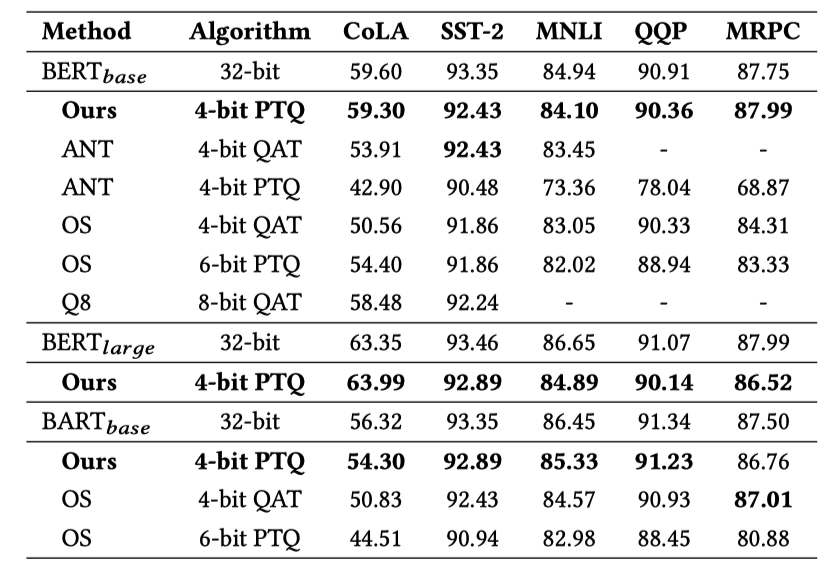 Method Algorithm CoLA SST-2 MNLI QQP MRPC
BERTbase 32-bit 59.60 93.35 84.94 90.91 87.75
Ours 4-bit PTQ 59.30 92.43 84.10 90.36 87.99
ANT 4-bit QAT 53.91 92.43 83.45 - -
ANT 4-bit PTQ 42.90 90.48 73.36 78.04 68.87
OS 4-bit QAT 50.56 91.86 83.05 90.33 84.31
OS 6-bit PTQ 54.40 91.86 82.02 88.94 83.33
Q8 8-bit QAT 58.48 92.24 - - -
BERTlarge 32-bit 63.35 93.46 86.65 91.07 87.99
Ours 4-bit PTQ 63.99 92.89 84.89 90.14 86.52
BARTbase 32-bit 56.32 93.35 86.45 91.34 87.50
Ours 4-bit PTQ 54.30 92.89 85.33 91.23 86.76
OS 4-bit QAT 50.83 92.43 84.57 90.93 87.01
OS 6-bit PTQ 44.51 90.94 82.98 88.45 80.88